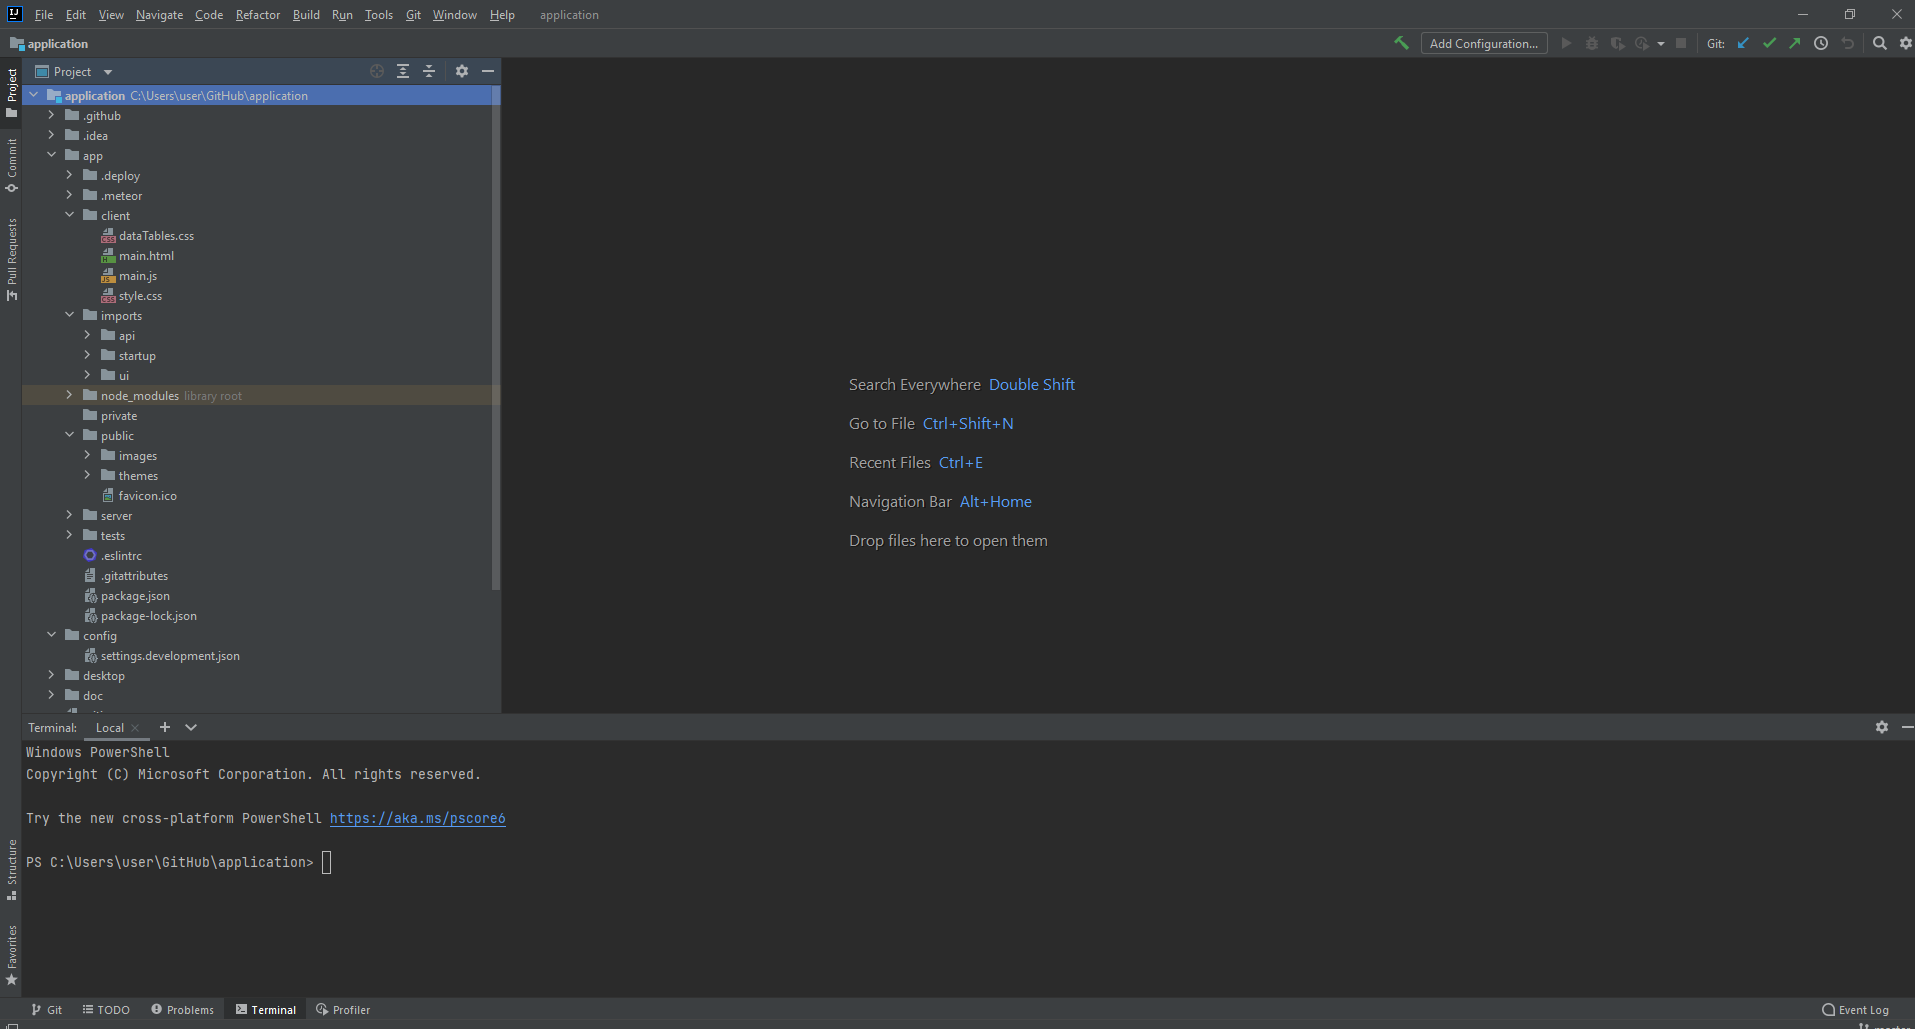 IJ File Edit View Navigate Code Refactor Build Run Tools Git Window Help application
application Add Configuration... Git:
Project
Project
Commit
Pull Requests
Structure
Favorites
application C:\Users\user\GitHub\application
.github
.idea
app
.deploy
.meteor
client
CSS dataTables.css
H main.html
JS main.js
CSS style.css
imports
api
startup
ui
node_modules library root
private
public
images
themes
favicon.ico
server
tests
.eslintrc
.gitattributes
package.json
package-lock.json
config
settings.development.json
desktop
doc
Search Everywhere Double Shift
Go to File Ctrl+Shift+N
Recent Files Ctrl+E
Navigation Bar Alt+Home
Drop files here to open them
Terminal: Local
Windows PowerShell
Copyright (C) Microsoft Corporation. All rights reserved.
Try the new cross-platform PowerShell https://aka.ms/pscore6
PS C:\Users\user\GitHub\application>
Git TODO Problems Terminal Profiler Event Log